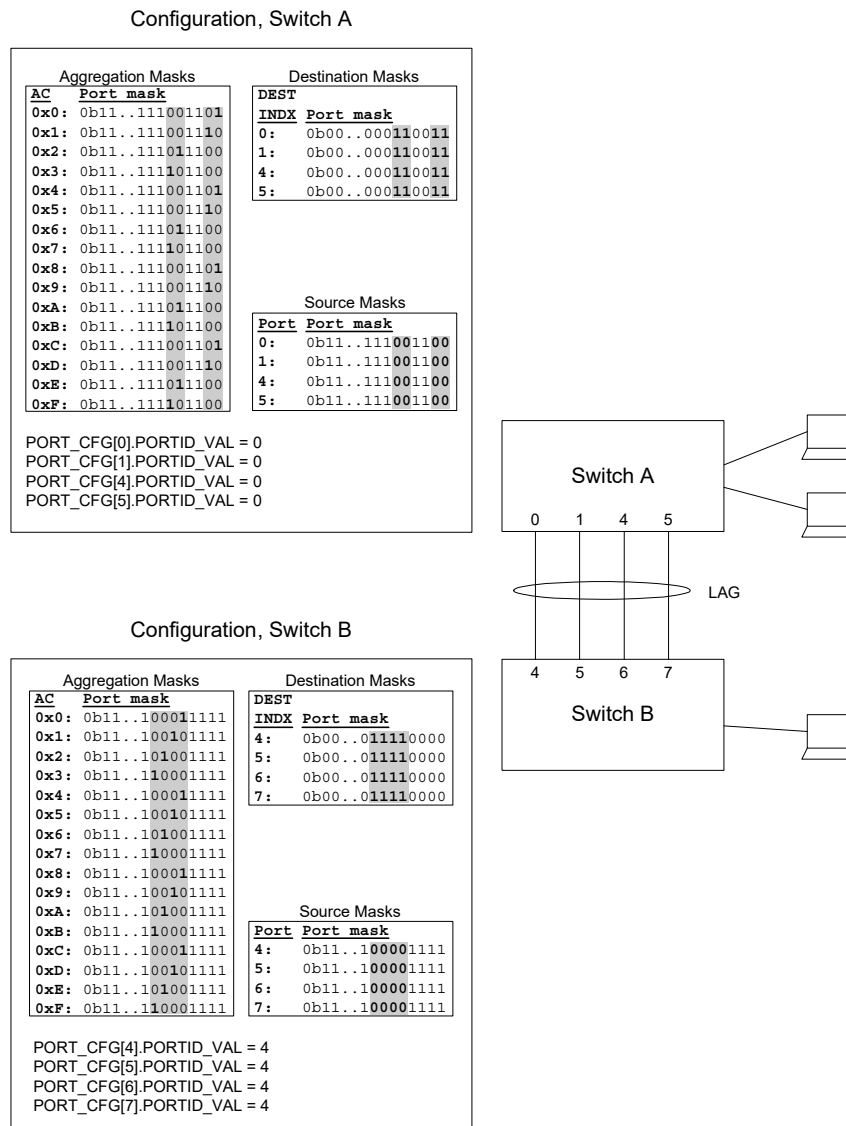 Configuration, Switch A
Aggregation Masks
AC Port mask
0x0: 0b11..111001101
0x1: 0b11..111001110
0x2: 0b11..111011100
0x3: 0b11..111101100
0x4: 0b11..111001101
0x5: 0b11..111001110
0x6: 0b11..111011100
0x7: 0b11..111101100
0x8: 0b11..111001101
0x9: 0b11..111001110
0xA: 0b11..111011100
0xB: 0b11..111101100
0xC: 0b11..111001101
0xD: 0b11..111001110
0xE: 0b11..111011100
0xF: 0b11..111101100
Destination Masks
DEST
INDX Port mask
0: 0b00..000110011
1: 0b00..000110011
4: 0b00..000110011
5: 0b00..000110011
Source Masks
Port Port mask
0: 0b11..111001100
1: 0b11..111001100
4: 0b11..111001100
5: 0b11..111001100
PORT_CFG[0].PORTID_VAL = 0
PORT_CFG[1].PORTID_VAL = 0
PORT_CFG[4].PORTID_VAL = 0
PORT_CFG[5].PORTID_VAL = 0
Switch A
0 1 4 5
LAG
4 5 6 7
Switch B
Configuration, Switch B
Aggregation Masks
AC Port mask
0x0: 0b11..100011111
0x1: 0b11..100101111
0x2: 0b11..101001111
0x3: 0b11..110001111
0x4: 0b11..100011111
0x5: 0b11..100101111
0x6: 0b11..101001111
0x7: 0b11..110001111
0x8: 0b11..100011111
0x9: 0b11..100101111
0xA: 0b11..101001111
0xB: 0b11..110001111
0xC: 0b11..100011111
0xD: 0b11..100101111
0xE: 0b11..101001111
0xF: 0b11..110001111
Destination Masks
DEST
INDX Port mask
4: 0b00..011110000
5: 0b00..011110000
6: 0b00..011110000
7: 0b00..011110000
Source Masks
Port Port mask
4: 0b11..100001111
5: 0b11..100001111
6: 0b11..100001111
7: 0b11..100001111
PORT_CFG[4].PORTID_VAL = 4
PORT_CFG[5].PORTID_VAL = 4
PORT_CFG[6].PORTID_VAL = 4
PORT_CFG[7].PORTID_VAL = 4